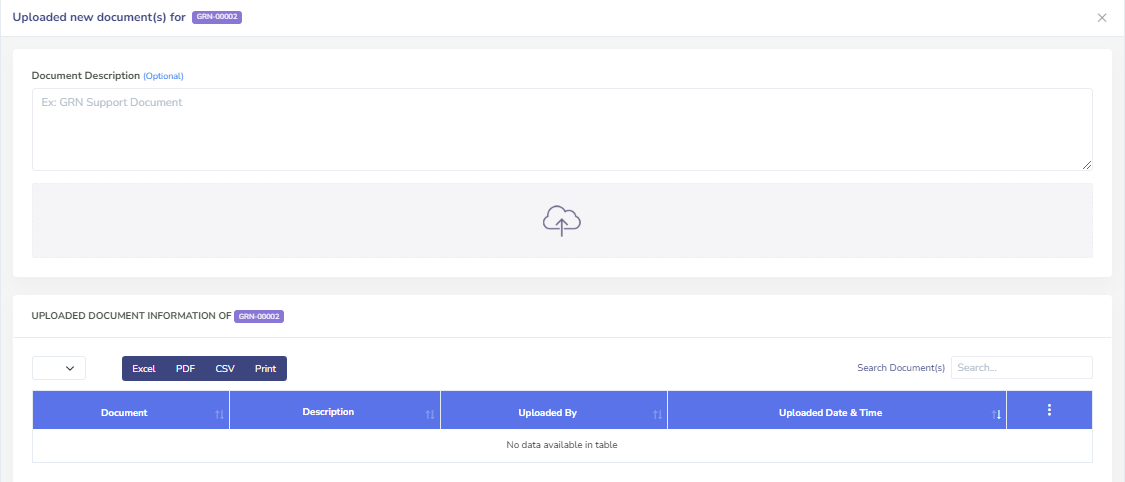 Uploaded new document(s) for GRN-00002
Document Description (Optional)
Ex: GRN Support Document
UPLOADED DOCUMENT INFORMATION OF GRN-00002
Excel PDF CSV Print Search Document(s) Search...
Document Description Uploaded By Uploaded Date & Time
No data available in table